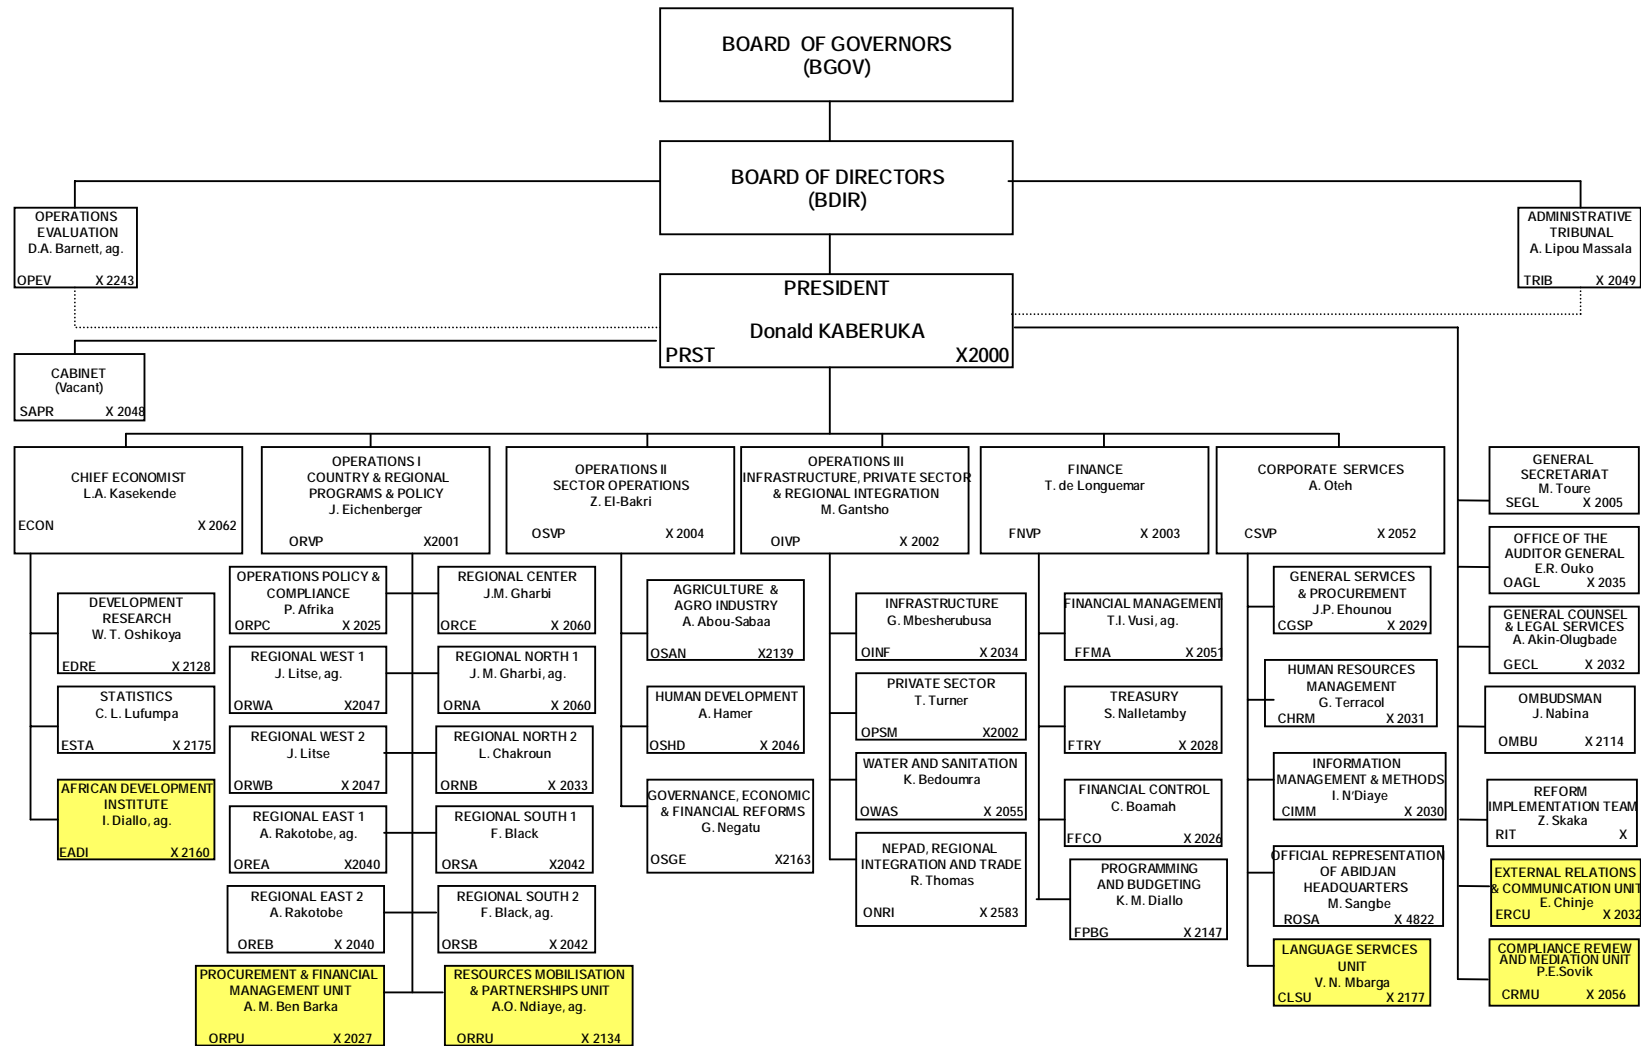 BOARD OF GOVERNORS
(BGOV)
BOARD OF DIRECTORS
(BDIR)
OPERATIONS
EVALUATION
D.A. Barnett, ag.
OPEV X 2243
ADMINISTRATIVE
TRIBUNAL
A. Lipou Massala
TRIB X 2049
PRESIDENT
Donald KABERUKA
PRST X2000
CABINET
(Vacant)
SAPR X 2048
CHIEF ECONOMIST
L.A. Kasekende
ECON X 2062
OPERATIONS I
COUNTRY & REGIONAL
PROGRAMS & POLICY
J. Eichenberger
ORVP X2001
OPERATIONS II
SECTOR OPERATIONS
Z. El-Bakri
OSVP X 2004
OPERATIONS III
INFRASTRUCTURE, PRIVATE SECTOR
& REGIONAL INTEGRATION
M. Gantsho
OIVP X 2002
FINANCE
T. de Longuemar
FNVP X 2003
CORPORATE SERVICES
A. Oteh
CSVP X 2052
GENERAL
SECRETARIAT
M. Toure
SEGL X 2005
OFFICE OF THE
AUDITOR GENERAL
E.R. Ouko
OAGL X 2035
GENERAL COUNSEL
& LEGAL SERVICES
A. Akin-Olugbade
GECL X 2032
OMBUDSMAN
J. Nabina
OMBU X 2114
REFORM
IMPLEMENTATION TEAM
Z. Skaka
RIT X
EXTERNAL RELATIONS
& COMMUNICATION UNIT
E. Chinje
ERCU X 2032
COMPLIANCE REVIEW
AND MEDIATION UNIT
P.E.Sovik
CRMU X 2056
DEVELOPMENT
RESEARCH
W. T. Oshikoya
EDRE X 2128
STATISTICS
C. L. Lufumpa
ESTA X 2175
AFRICAN DEVELOPMENT
INSTITUTE
I. Diallo, ag.
EADI X 2160
OPERATIONS POLICY &
COMPLIANCE
P. Afrika
ORPC X 2025
REGIONAL CENTER
J.M. Gharbi
ORCE X 2060
REGIONAL WEST 1
J. Litse, ag.
ORWA X2047
REGIONAL NORTH 1
J. M. Gharbi, ag.
ORNA X 2060
REGIONAL WEST 2
J. Litse
ORWB X 2047
REGIONAL NORTH 2
L. Chakroun
ORNB X 2033
REGIONAL EAST 1
A. Rakotobe, ag.
OREA X2040
REGIONAL SOUTH 1
F. Black
ORSA X2042
REGIONAL EAST 2
A. Rakotobe
OREB X 2040
REGIONAL SOUTH 2
F. Black, ag.
ORSB X 2042
PROCUREMENT & FINANCIAL
MANAGEMENT UNIT
A. M. Ben Barka
ORPU X 2027
RESOURCES MOBILISATION
& PARTNERSHIPS UNIT
A.O. Ndiaye, ag.
ORRU X 2134
AGRICULTURE &
AGRO INDUSTRY
A. Abou-Sabaa
OSAN X2139
HUMAN DEVELOPMENT
A. Hamer
OSHD X 2046
GOVERNANCE, ECONOMIC
& FINANCIAL REFORMS
G. Negatu
OSGE X2163
INFRASTRUCTURE
G. Mbesherubusa
OINF X 2034
PRIVATE SECTOR
T. Turner
OPSM X2002
WATER AND SANITATION
K. Bedoumra
OWAS X 2055
NEPAD, REGIONAL
INTEGRATION AND TRADE
R. Thomas
ONRI X 2583
FINANCIAL MANAGEMENT
T.I. Vusi, ag.
FFMA X 2051
TREASURY
S. Nalletamby
FTRY X 2028
FINANCIAL CONTROL
C. Boamah
FFCO X 2026
PROGRAMMING
AND BUDGETING
K. M. Diallo
FPBG X 2147
GENERAL SERVICES
& PROCUREMENT
J.P. Ehounou
CGSP X 2029
HUMAN RESOURCES
MANAGEMENT
G. Terracol
CHRM X 2031
INFORMATION
MANAGEMENT & METHODS
I. N'Diaye
CIMM X 2030
OFFICIAL REPRESENTATION
OF ABIDJAN
HEADQUARTERS
M. Sangbe
ROSA X 4822
LANGUAGE SERVICES
UNIT
V. N. Mbarga
CLSU X 2177